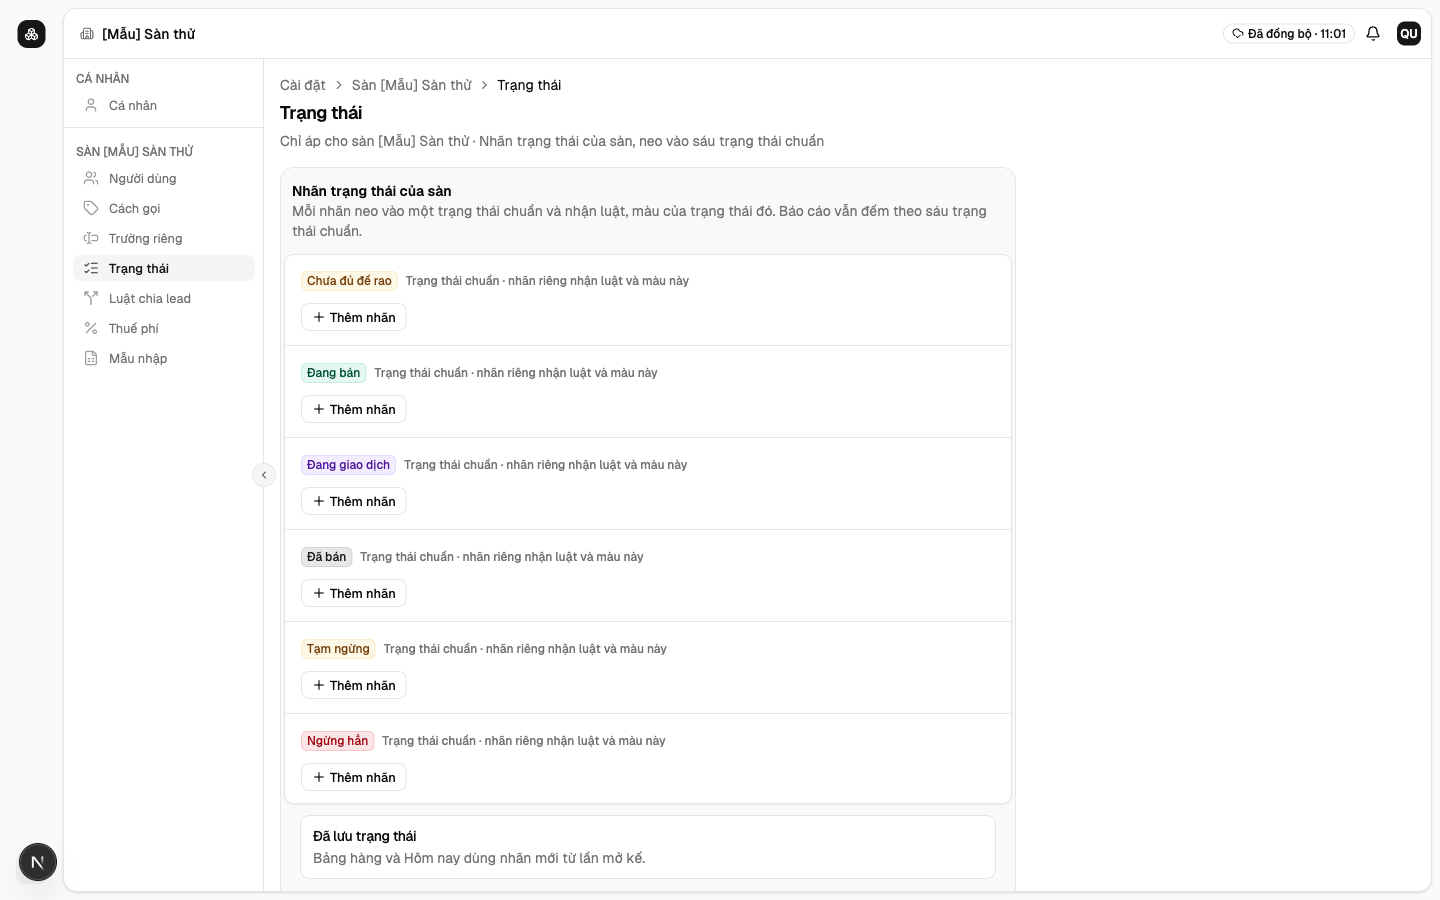 [Mẫu] Sàn thử
Đã đồng bộ · 11:01
QU
CÁ NHÂN
Cá nhân
SÀN [MẪU] SÀN THỬ
Người dùng
Cách gọi
Trường riêng
Trạng thái
Luật chia lead
Thuế phí
Mẫu nhập
Cài đặt > Sàn [Mẫu] Sàn thử > Trạng thái
Trạng thái
Chỉ áp cho sàn [Mẫu] Sàn thử · Nhãn trạng thái của sàn, neo vào sáu trạng thái chuẩn
Nhãn trạng thái của sàn
Mỗi nhãn neo vào một trạng thái chuẩn và nhận luật, màu của trạng thái đó. Báo cáo vẫn đếm theo sáu trạng
thái chuẩn.
Chưa đủ để rao Trạng thái chuẩn · nhãn riêng nhận luật và màu này
+ Thêm nhãn
Đang bán Trạng thái chuẩn · nhãn riêng nhận luật và màu này
+ Thêm nhãn
Đang giao dịch Trạng thái chuẩn · nhãn riêng nhận luật và màu này
+ Thêm nhãn
Đã bán Trạng thái chuẩn · nhãn riêng nhận luật và màu này
+ Thêm nhãn
Tạm ngừng Trạng thái chuẩn · nhãn riêng nhận luật và màu này
+ Thêm nhãn
Ngừng hẳn Trạng thái chuẩn · nhãn riêng nhận luật và màu này
+ Thêm nhãn
Đã lưu trạng thái
Bảng hàng và Hôm nay dùng nhãn mới từ lần mở kế.
N